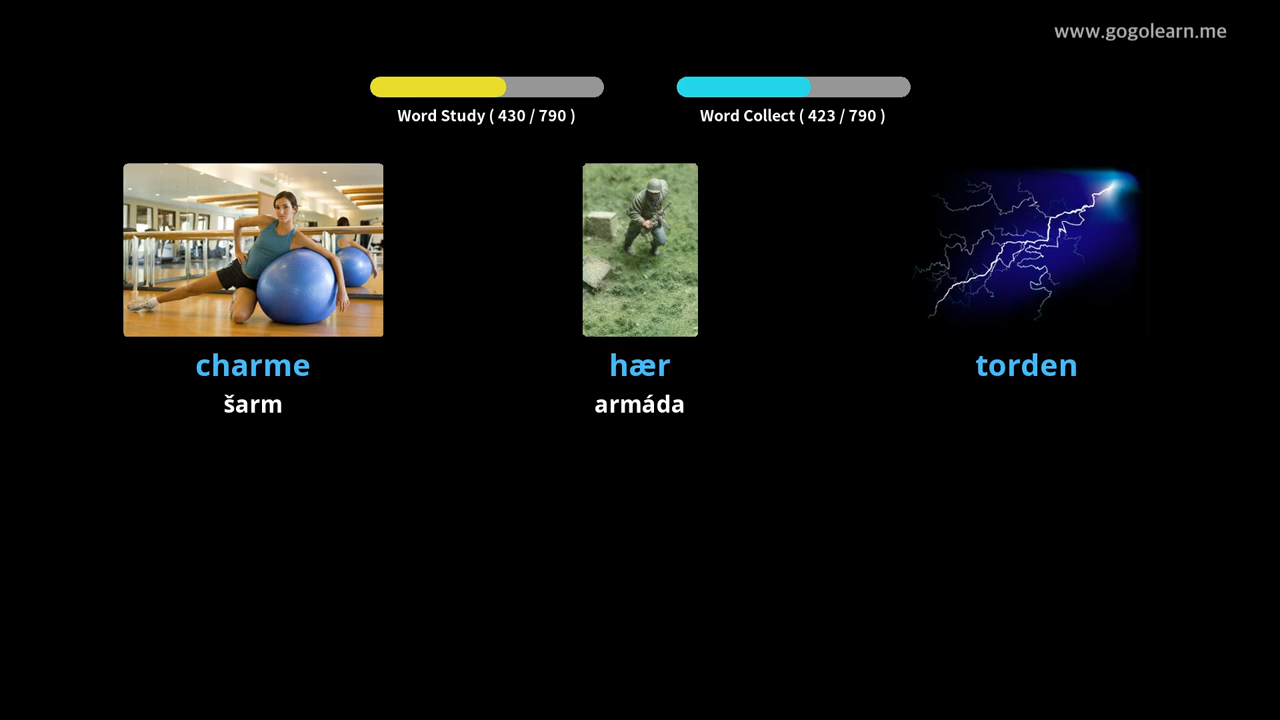 www.gogolearn.me
Word Study ( 430 / 790 )
Word Collect ( 423 / 790 )
charme
hær
torden
šarm
armáda